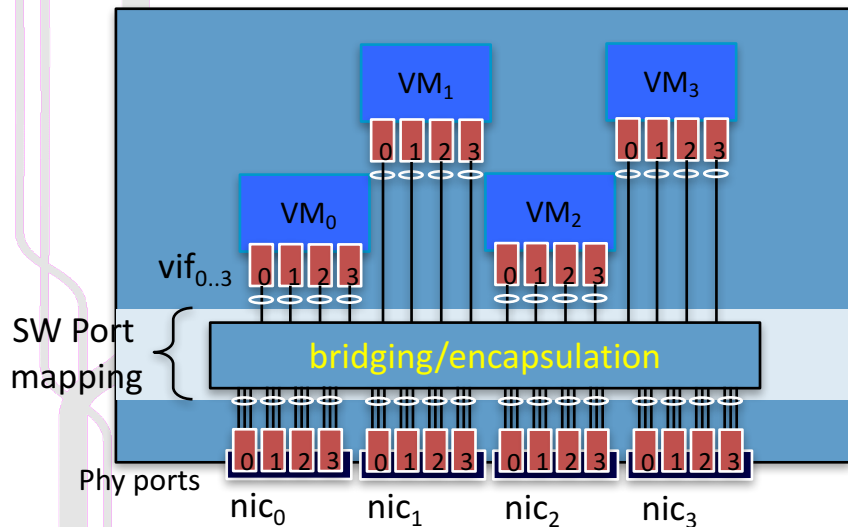 VM₁
VM₃
0 1 2 3
0 1 2 3
VM₀
VM₂
0 1 2 3
0 1 2 3
vif₀..₃
SW Port
mapping
bridging/encapsulation
0 1 2 3
0 1 2 3
0 1 2 3
0 1 2 3
Phy ports
nic₀
nic₁
nic₂
nic₃